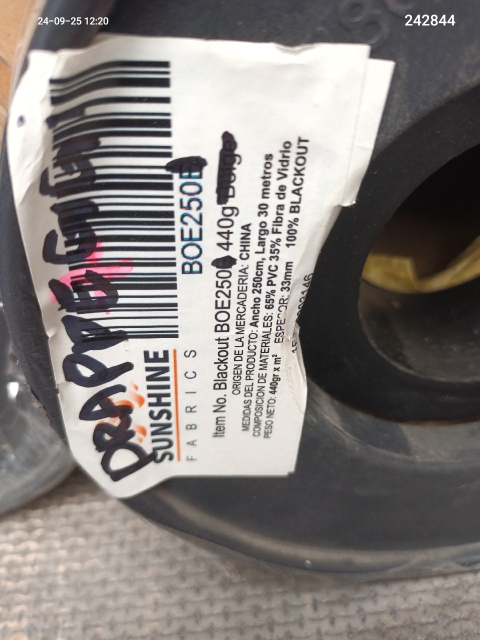 24-09-25 12:20
242844
DRAPPE
BOE250
SUNSHINE
FABRICS
Item No. Blackout BOE250 440g
ORIGEN DE LA MERCADERIA: CHINA
MEDIDAS DEL PRODUCTO: Ancho 250cm, Largo 30 metros
COMPOSICION DE MATERIALES: 65% PVC 35% Fibra de Vidrio
PESO NETO: 440gr x m² 33mm 100% BLACKOUT